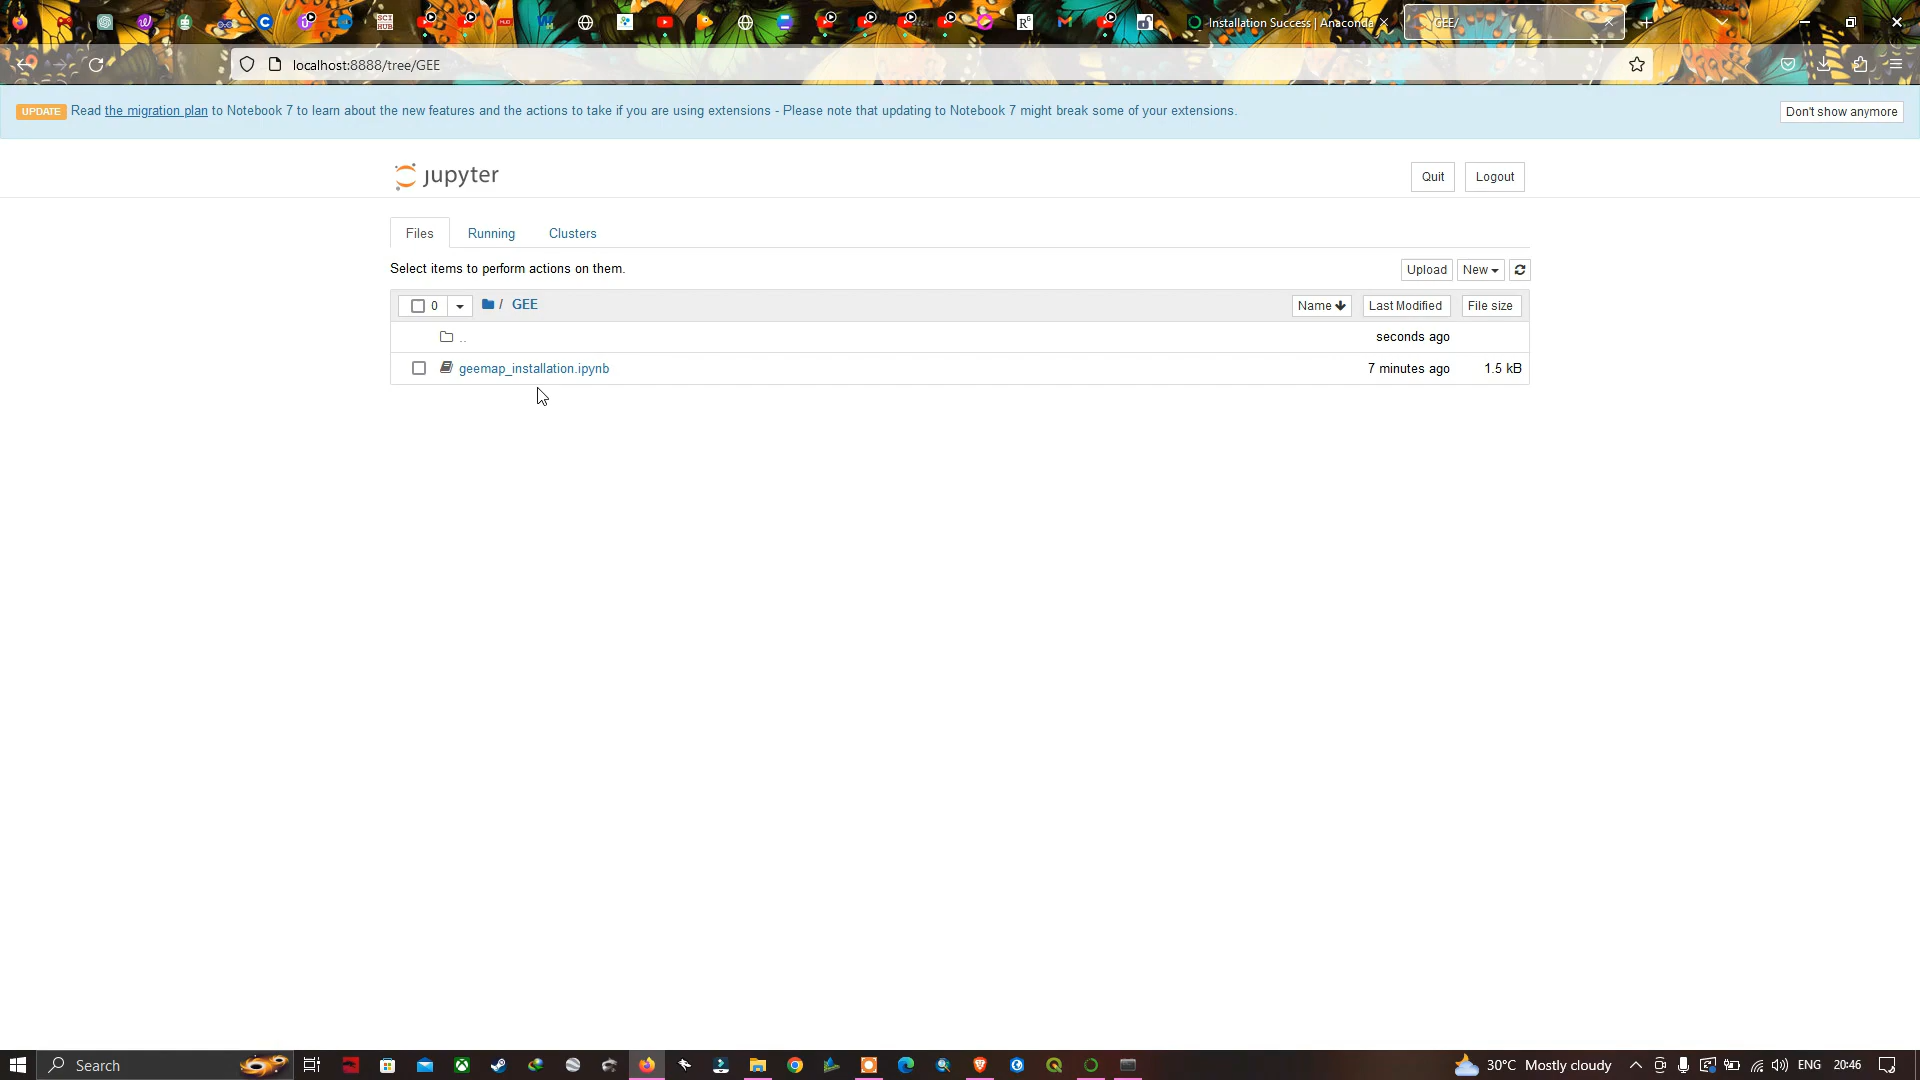 Installation Success | Anaconda
GEE/
localhost:8888/tree/GEE
UPDATE Read the migration plan to Notebook 7 to learn about the new features and the actions to take if you are using extensions - Please note that updating to Notebook 7 might break some of your extensions.
Don't show anymore
jupyter
Quit
Logout
Files
Running
Clusters
Select items to perform actions on them.
Upload
New
0
/ GEE
Name
Last Modified
File size
..
seconds ago
geemap_installation.ipynb
7 minutes ago
1.5 kB
Search
30°C Mostly cloudy
ENG
20:46